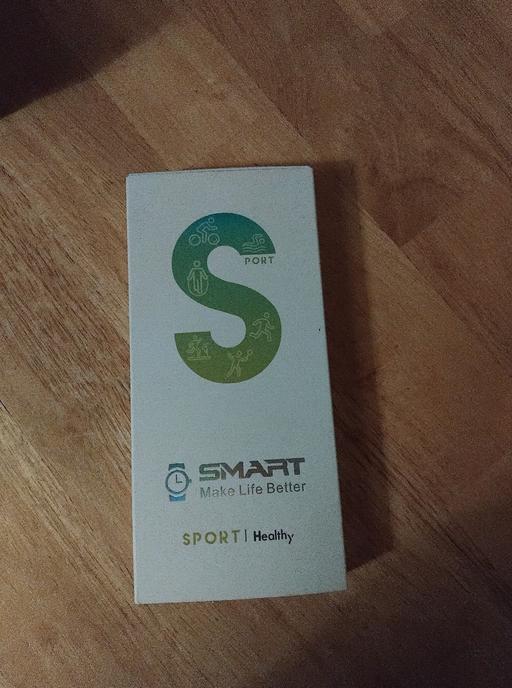 S
PORT
SMART
Make Life Better
SPORT | Healthy